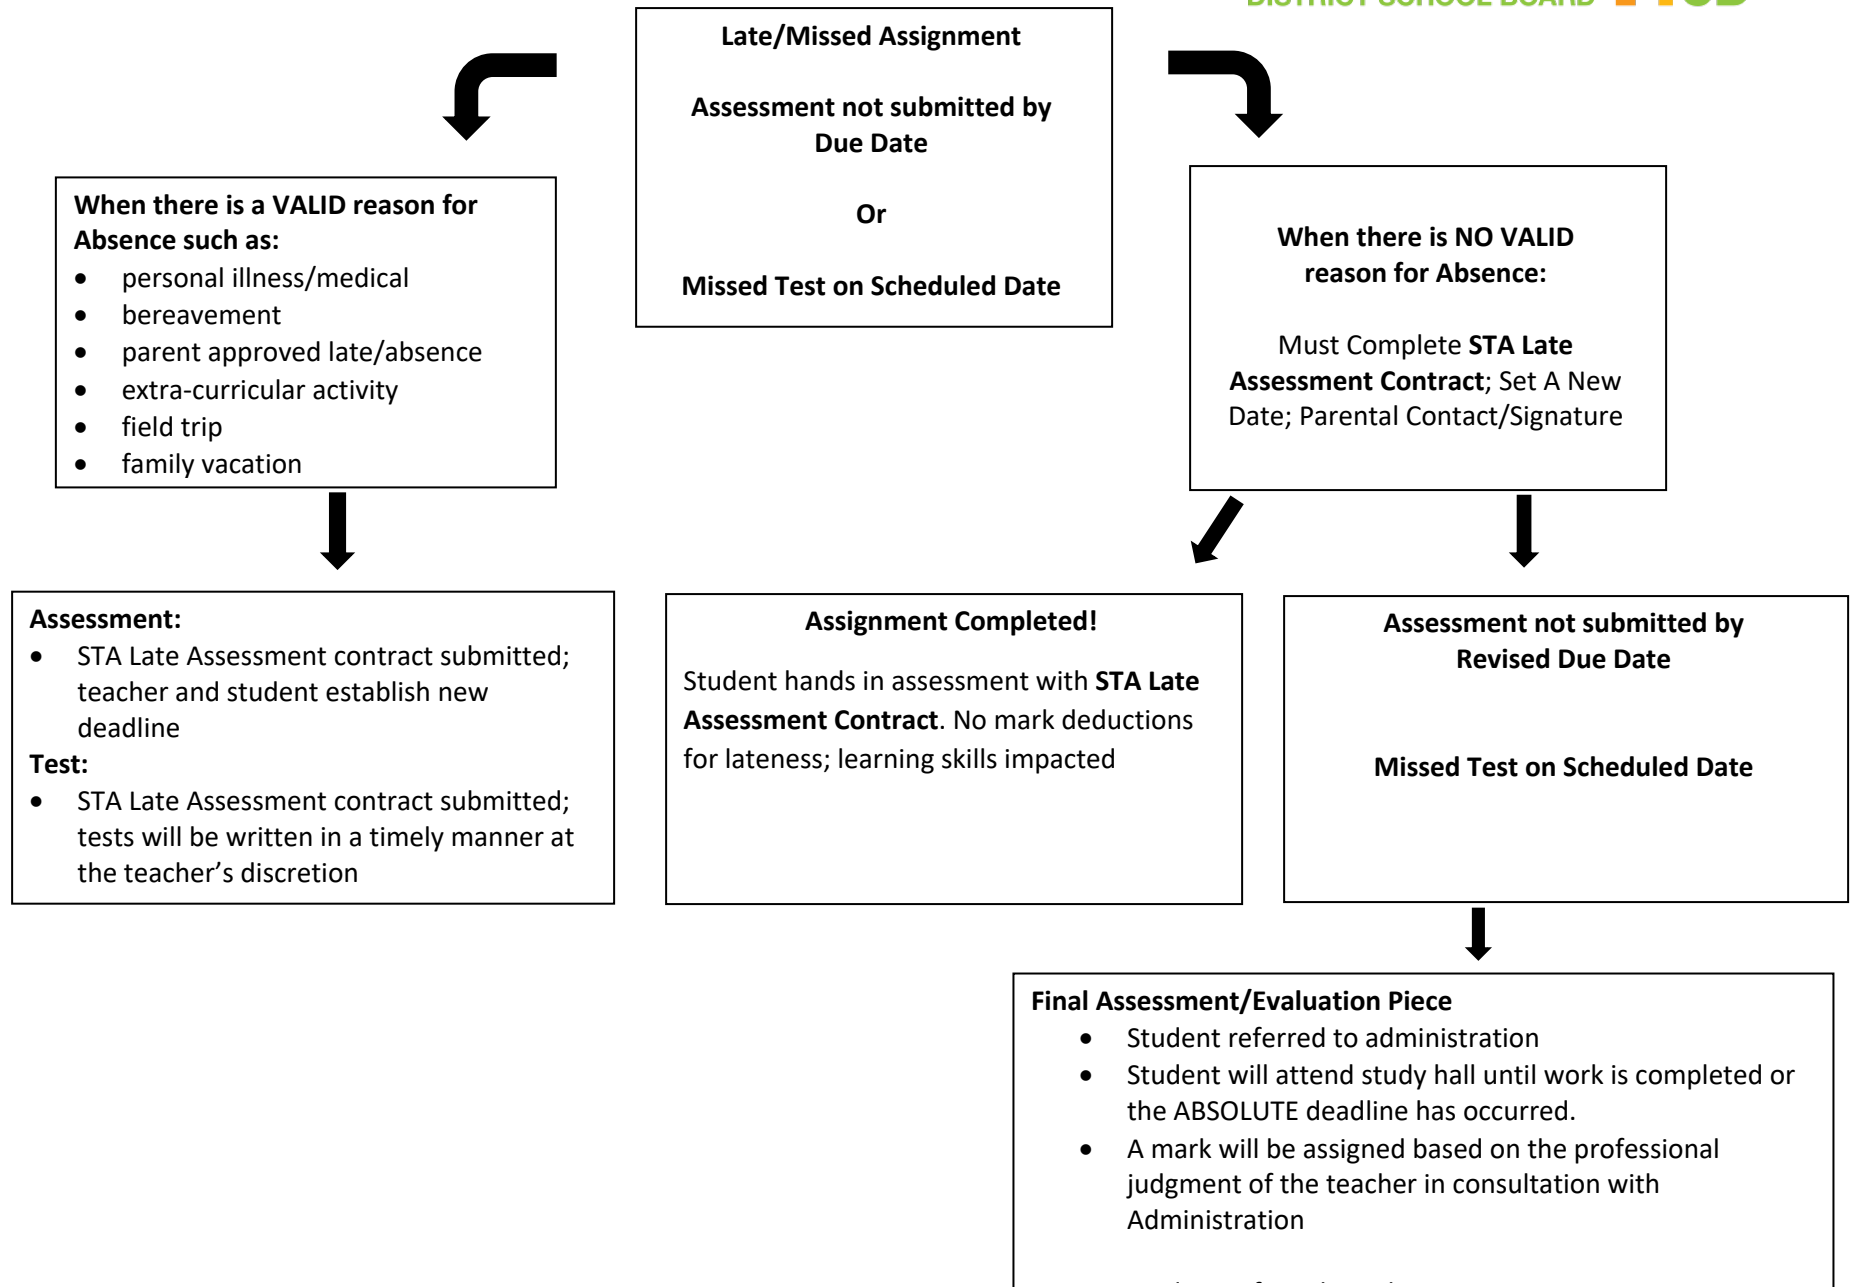 DISTRICT SCHOOL BOARD
Late/Missed Assignment
Assessment not submitted by
Due Date
Or
Missed Test on Scheduled Date
When there is a VALID reason for
Absence such as:
• personal illness/medical
• bereavement
• parent approved late/absence
• extra-curricular activity
• field trip
• family vacation
When there is NO VALID
reason for Absence:
Must Complete STA Late
Assessment Contract; Set A New
Date; Parental Contact/Signature
Assessment:
• STA Late Assessment contract submitted;
teacher and student establish new
deadline
Test:
• STA Late Assessment contract submitted;
tests will be written in a timely manner at
the teacher’s discretion
Assignment Completed!
Student hands in assessment with STA Late
Assessment Contract. No mark deductions
for lateness; learning skills impacted
Assessment not submitted by
Revised Due Date
Missed Test on Scheduled Date
Final Assessment/Evaluation Piece
• Student referred to administration
• Student will attend study hall until work is completed or
the ABSOLUTE deadline has occurred.
• A mark will be assigned based on the professional
judgment of the teacher in consultation with
Administration